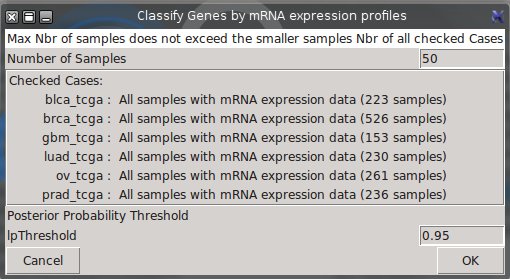 Classify Genes by mRNA expression profiles
Max Nbr of samples does not exceed the smaller samples Nbr of all checked Cases
Number of Samples 50
Checked Cases:
blca_tcga : All samples with mRNA expression data (223 samples)
brca_tcga : All samples with mRNA expression data (526 samples)
gbm_tcga : All samples with mRNA expression data (153 samples)
luad_tcga : All samples with mRNA expression data (230 samples)
ov_tcga : All samples with mRNA expression data (261 samples)
prad_tcga : All samples with mRNA expression data (236 samples)
Posterior Probability Threshold
lpThreshold 0.95
Cancel OK